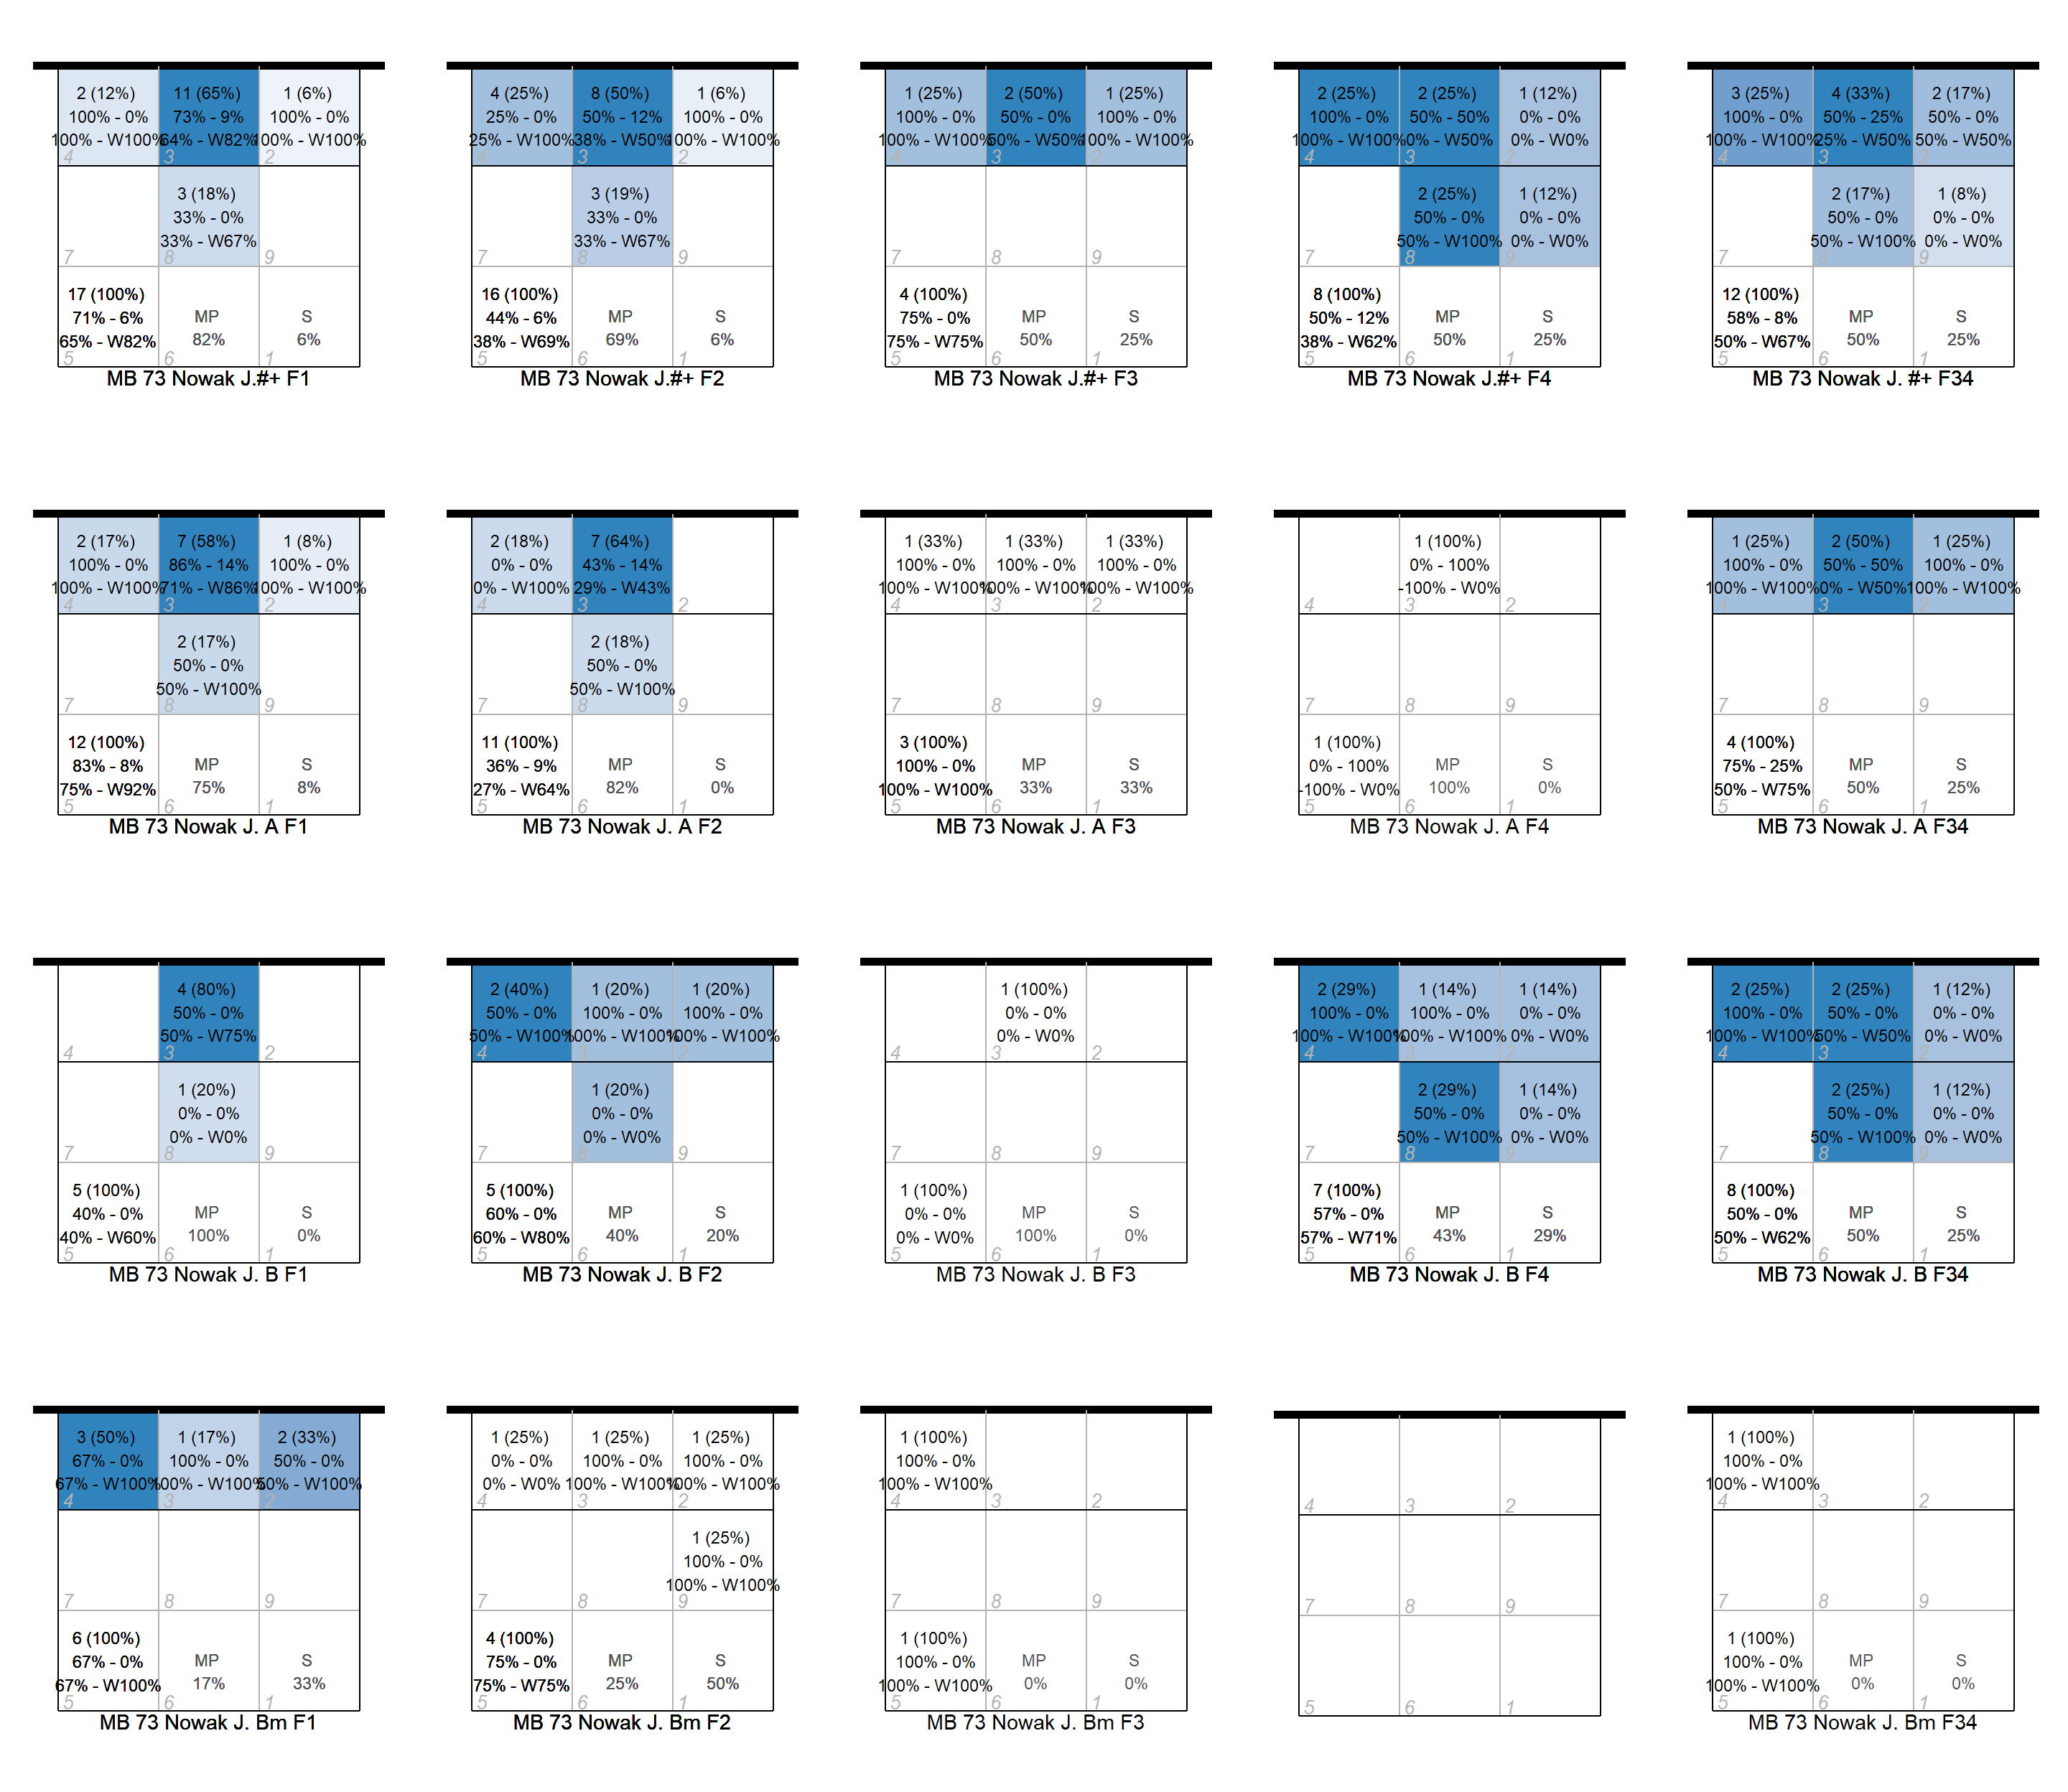 2 (12%)
100% - 0%
100% - W100%
4
11 (65%)
73% - 9%
64% - W82%
3
1 (6%)
100% - 0%
100% - W100%
2
7
3 (18%)
33% - 0%
33% - W67%
8
9
17 (100%)
71% - 6%
65% - W82%
5
MP
82%
6
S
6%
1
MB 73 Nowak J.#+ F1
4 (25%)
25% - 0%
25% - W100%
4
8 (50%)
50% - 12%
38% - W50%
3
1 (6%)
100% - 0%
100% - W100%
2
7
3 (19%)
33% - 0%
33% - W67%
8
9
16 (100%)
44% - 6%
38% - W69%
5
MP
69%
6
S
6%
1
MB 73 Nowak J.#+ F2
1 (25%)
100% - 0%
100% - W100%
4
2 (50%)
50% - 0%
50% - W50%
3
1 (25%)
100% - 0%
100% - W100%
2
7
8
9
4 (100%)
75% - 0%
75% - W75%
5
MP
50%
6
S
25%
1
MB 73 Nowak J.#+ F3
2 (25%)
100% - 0%
100% - W100%
4
2 (25%)
50% - 50%
0% - W50%
3
1 (12%)
0% - 0%
0% - W0%
2
7
2 (25%)
50% - 0%
50% - W100%
8
1 (12%)
0% - 0%
0% - W0%
9
8 (100%)
50% - 12%
38% - W62%
5
MP
50%
6
S
25%
1
MB 73 Nowak J.#+ F4
3 (25%)
100% - 0%
100% - W100%
4
4 (33%)
50% - 25%
25% - W50%
3
2 (17%)
50% - 0%
50% - W50%
2
7
2 (17%)
50% - 0%
50% - W100%
8
1 (8%)
0% - 0%
0% - W0%
9
12 (100%)
58% - 8%
50% - W67%
5
MP
50%
6
S
25%
1
MB 73 Nowak J. #+ F34
2 (17%)
100% - 0%
100% - W100%
4
7 (58%)
86% - 14%
71% - W86%
3
1 (8%)
100% - 0%
100% - W100%
2
7
2 (17%)
50% - 0%
50% - W100%
8
9
12 (100%)
83% - 8%
75% - W92%
5
MP
75%
6
S
8%
1
MB 73 Nowak J. A F1
2 (18%)
0% - 0%
0% - W100%
4
7 (64%)
43% - 14%
29% - W43%
3
2
7
2 (18%)
50% - 0%
50% - W100%
8
9
11 (100%)
36% - 9%
27% - W64%
5
MP
82%
6
S
0%
1
MB 73 Nowak J. A F2
1 (33%)
100% - 0%
100% - W100%
4
1 (33%)
100% - 0%
100% - W100%
3
1 (33%)
100% - 0%
100% - W100%
2
7
8
9
3 (100%)
100% - 0%
100% - W100%
5
MP
33%
6
S
33%
1
MB 73 Nowak J. A F3
4
1 (100%)
0% - 100%
-100% - W0%
3
2
7
8
9
1 (100%)
0% - 100%
-100% - W0%
5
MP
100%
6
S
0%
1
MB 73 Nowak J. A F4
1 (25%)
100% - 0%
100% - W100%
4
2 (50%)
50% - 50%
0% - W50%
3
1 (25%)
100% - 0%
100% - W100%
2
7
8
9
4 (100%)
75% - 25%
50% - W75%
5
MP
50%
6
S
25%
1
MB 73 Nowak J. A F34
4
4 (80%)
50% - 0%
50% - W75%
3
2
7
1 (20%)
0% - 0%
0% - W0%
8
9
5 (100%)
40% - 0%
40% - W60%
5
MP
100%
6
S
0%
1
MB 73 Nowak J. B F1
2 (40%)
50% - 0%
50% - W100%
4
1 (20%)
100% - 0%
100% - W100%
3
1 (20%)
100% - 0%
100% - W100%
2
7
1 (20%)
0% - 0%
0% - W0%
8
9
5 (100%)
60% - 0%
60% - W80%
5
MP
40%
6
S
20%
1
MB 73 Nowak J. B F2
4
1 (100%)
0% - 0%
0% - W0%
3
2
7
8
9
1 (100%)
0% - 0%
0% - W0%
5
MP
100%
6
S
0%
1
MB 73 Nowak J. B F3
2 (29%)
100% - 0%
100% - W100%
4
1 (14%)
100% - 0%
100% - W100%
3
1 (14%)
0% - 0%
0% - W0%
2
7
2 (29%)
50% - 0%
50% - W100%
8
1 (14%)
0% - 0%
0% - W0%
9
7 (100%)
57% - 0%
57% - W71%
5
MP
43%
6
S
29%
1
MB 73 Nowak J. B F4
2 (25%)
100% - 0%
100% - W100%
4
2 (25%)
50% - 0%
50% - W50%
3
1 (12%)
0% - 0%
0% - W0%
2
7
2 (25%)
50% - 0%
50% - W100%
8
1 (12%)
0% - 0%
0% - W0%
9
8 (100%)
50% - 0%
50% - W62%
5
MP
50%
6
S
25%
1
MB 73 Nowak J. B F34
3 (50%)
67% - 0%
67% - W100%
4
1 (17%)
100% - 0%
100% - W100%
3
2 (33%)
50% - 0%
50% - W100%
2
7
8
9
6 (100%)
67% - 0%
67% - W100%
5
MP
17%
6
S
33%
1
MB 73 Nowak J. Bm F1
1 (25%)
0% - 0%
0% - W0%
4
1 (25%)
100% - 0%
100% - W100%
3
1 (25%)
100% - 0%
100% - W100%
2
7
8
1 (25%)
100% - 0%
100% - W100%
9
4 (100%)
75% - 0%
75% - W75%
5
MP
25%
6
S
50%
1
MB 73 Nowak J. Bm F2
1 (100%)
100% - 0%
100% - W100%
4
3
2
7
8
9
1 (100%)
100% - 0%
100% - W100%
5
MP
0%
6
S
0%
1
MB 73 Nowak J. Bm F3
4
3
2
7
8
9
5
6
1
1 (100%)
100% - 0%
100% - W100%
4
3
2
7
8
9
1 (100%)
100% - 0%
100% - W100%
5
MP
0%
6
S
0%
1
MB 73 Nowak J. Bm F34